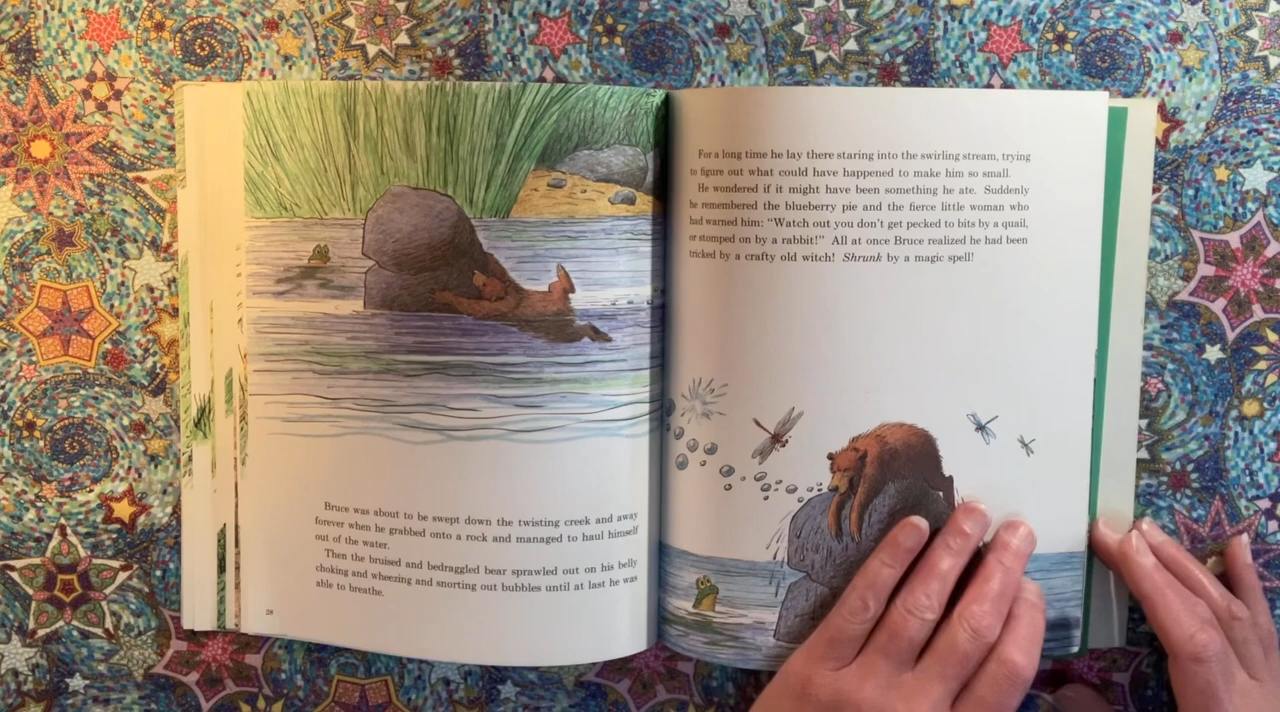 Bruce was about to be swept down the twisting creek and away
forever when he grabbed onto a rock and managed to haul himself
out of the water.
Then the bruised and bedraggled bear sprawled out on his belly
choking and wheezing and snorting out bubbles until at last he was
able to breathe.
28
For a long time he lay there staring into the swirling stream, trying
to figure out what could have happened to make him so small.
He wondered if it might have been something he ate. Suddenly
he remembered the blueberry pie and the fierce little woman who
had warned him: “Watch out you don’t get pecked to bits by a quail,
or stomped on by a rabbit!” All at once Bruce realized he had been
tricked by a crafty old witch! Shrunk by a magic spell!